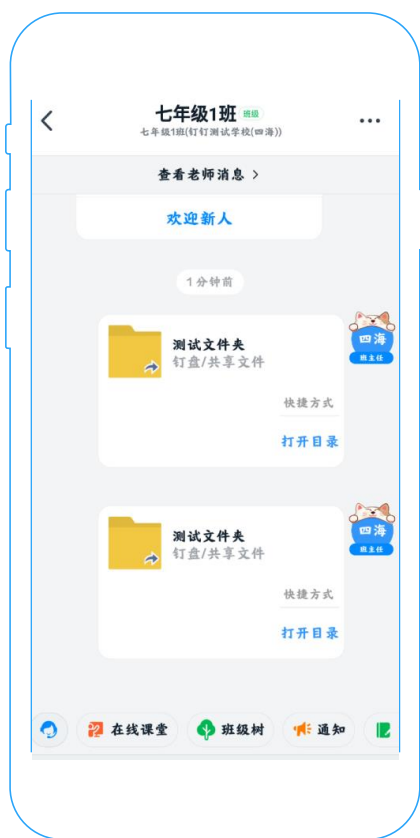 七年级1班 班级
七年级1班(钉钉测试学校(四海))
查看老师消息
欢迎新人
1分钟前
测试文件夹
钉盘/共享文件
快捷方式
打开目录
四海
班主任
测试文件夹
钉盘/共享文件
快捷方式
打开目录
四海
班主任
在线课堂 班级树 通知